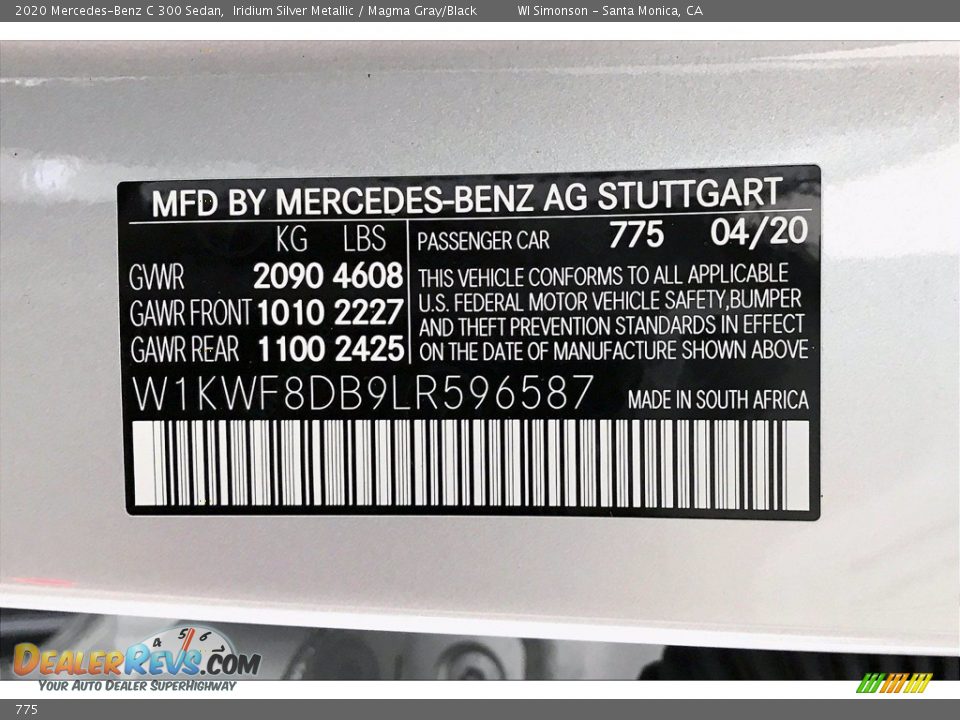 2020 Mercedes-Benz C 300 Sedan, Iridium Silver Metallic / Magma Gray/Black WI Simonson - Santa Monica, CA
MFD BY MERCEDES-BENZ AG STUTTGART
KG LBS PASSENGER CAR 775 04/20
GVWR 2090 4608
GAWR FRONT 1010 2227
GAWR REAR 1100 2425
THIS VEHICLE CONFORMS TO ALL APPLICABLE
U.S. FEDERAL MOTOR VEHICLE SAFETY, BUMPER
AND THEFT PREVENTION STANDARDS IN EFFECT
ON THE DATE OF MANUFACTURE SHOWN ABOVE
W1KWF8DB9LR596587 MADE IN SOUTH AFRICA
4 5 6
DEALERREVS.COM
YOUR AUTO DEALER SUPERHIGHWAY
775